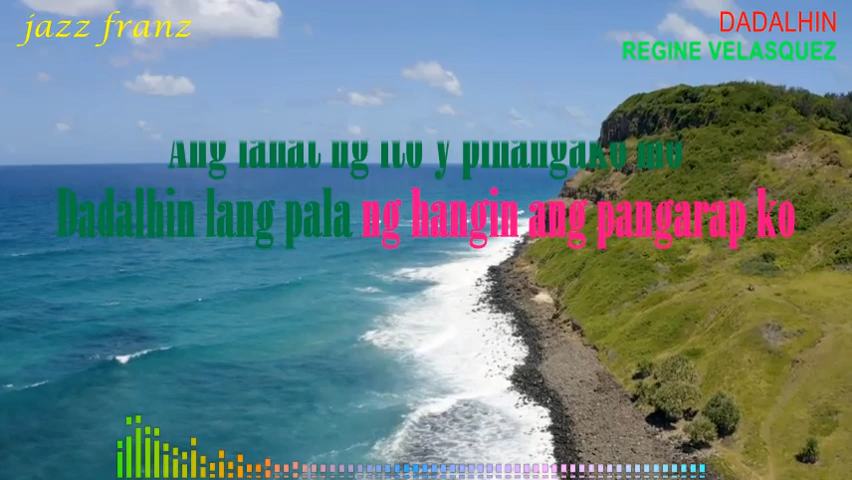 jazz franz
DADALHIN
REGINE VELASQUEZ
Ang lahat ng ito y pinangako mo
Dadalhin lang pala ng hangin ang pangarap ko